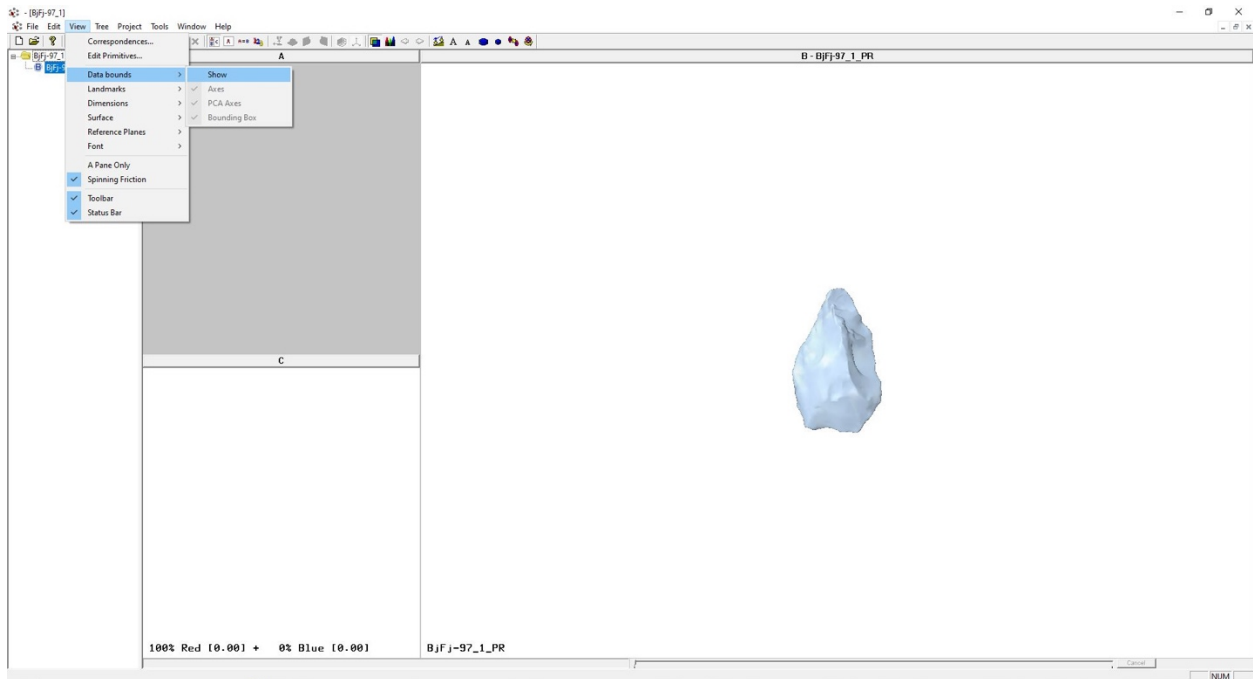 - [BjFj-97_1]
File Edit View Tree Project Tools Window Help
BjFj-97_1
A
B - BjFj-97_1_PR
Correspondences...
Edit Primitives...
Data bounds
Landmarks
Dimensions
Surface
Reference Planes
Font
A Pane Only
Spinning Friction
Toolbar
Status Bar
Show
Axes
PCA Axes
Bounding Box
C
100% Red [0.00] + 0% Blue [0.00]
BjFj-97_1_PR
Cancel
NUM